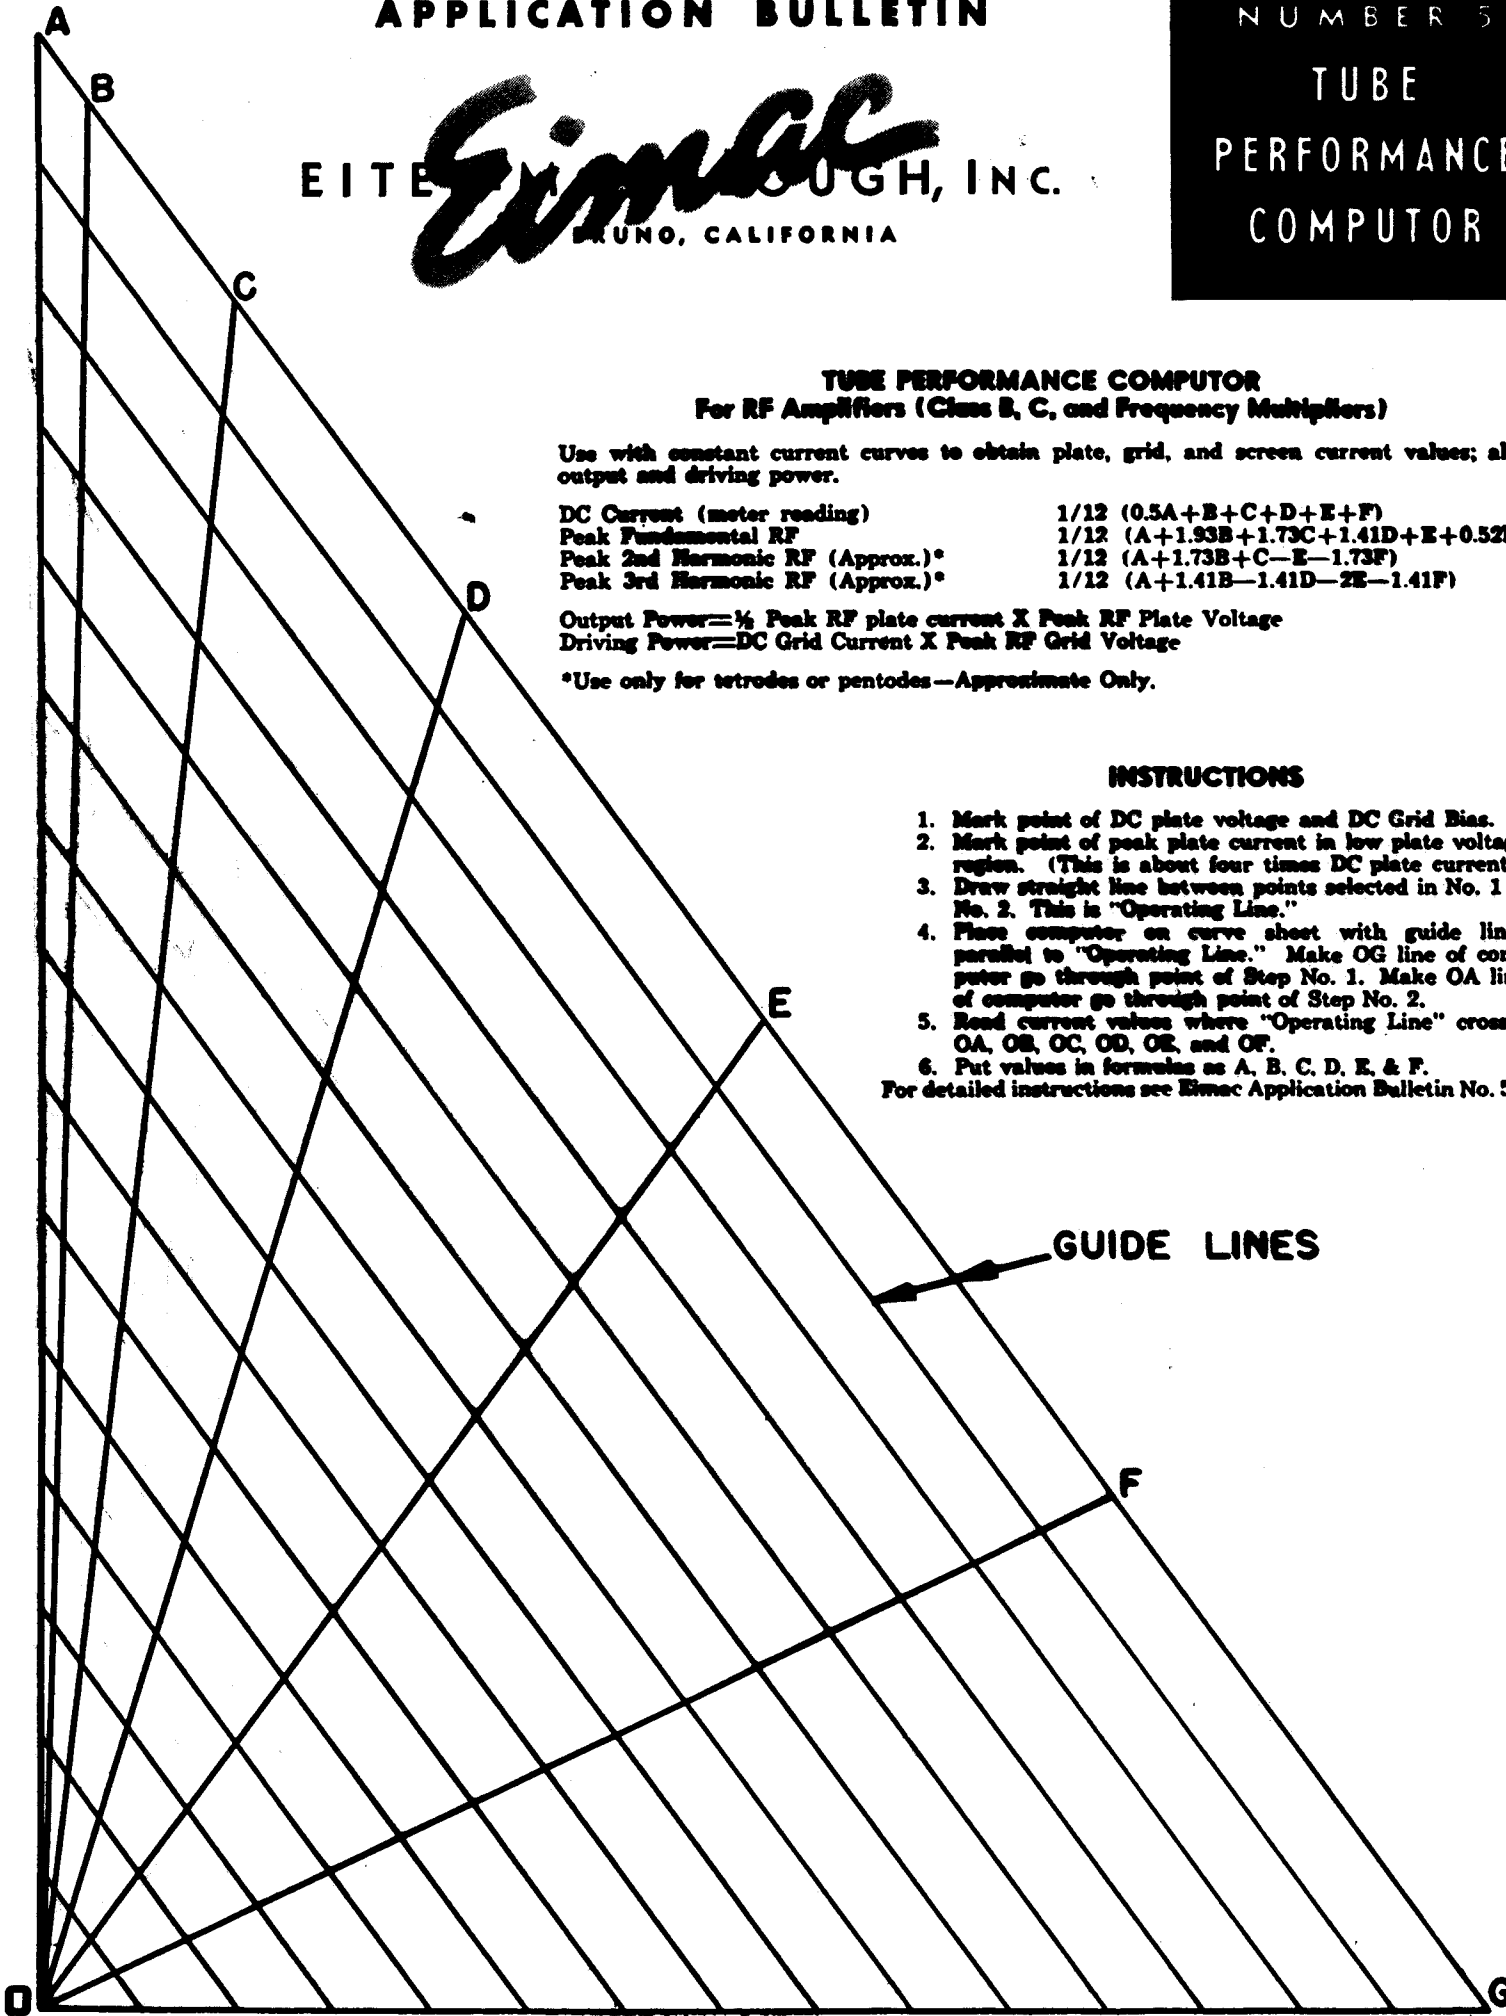 A
APPLICATION BULLETIN
NUMBER 5
TUBE
PERFORMANCE
COMPUTOR
B
Eimac
EITE UGH, INC.
BRUNO, CALIFORNIA
C
TUBE PERFORMANCE COMPUTOR
For RF Amplifiers (Class B, C, and Frequency Multipliers)
Use with constant current curves to obtain plate, grid, and screen current values; al
output and driving power.
DC Current (meter reading) 1/12 (0.5A+B+C+D+E+F)
Peak Fundamental RF 1/12 (A+1.93B+1.73C+1.41D+E+0.52F
Peak 2nd Harmonic RF (Approx.)* 1/12 (A+1.73B+C—E—1.73F)
Peak 3rd Harmonic RF (Approx.)* 1/12 (A+1.41B—1.41D—2E—1.41F)
D
Output Power=½ Peak RF plate current X Peak RF Plate Voltage
Driving Power=DC Grid Current X Peak RF Grid Voltage
*Use only for tetrodes or pentodes—Approximate Only.
INSTRUCTIONS
1. Mark point of DC plate voltage and DC Grid Bias.
2. Mark point of peak plate current in low plate volta
region. (This is about four times DC plate current
3. Draw straight line between points selected in No. 1
No. 2. This is "Operating Line."
4. Place computer on curve sheet with guide lin
parallel to "Operating Line." Make OG line of com
puter go through point of Step No. 1. Make OA li
of computer go through point of Step No. 2.
5. Read current values where "Operating Line" cross
OA, OB, OC, OD, OE, and OF.
6. Put values in formulas as A, B, C, D, E, & F.
For detailed instructions see Eimac Application Bulletin No. 5
E
GUIDE LINES
F
O
G